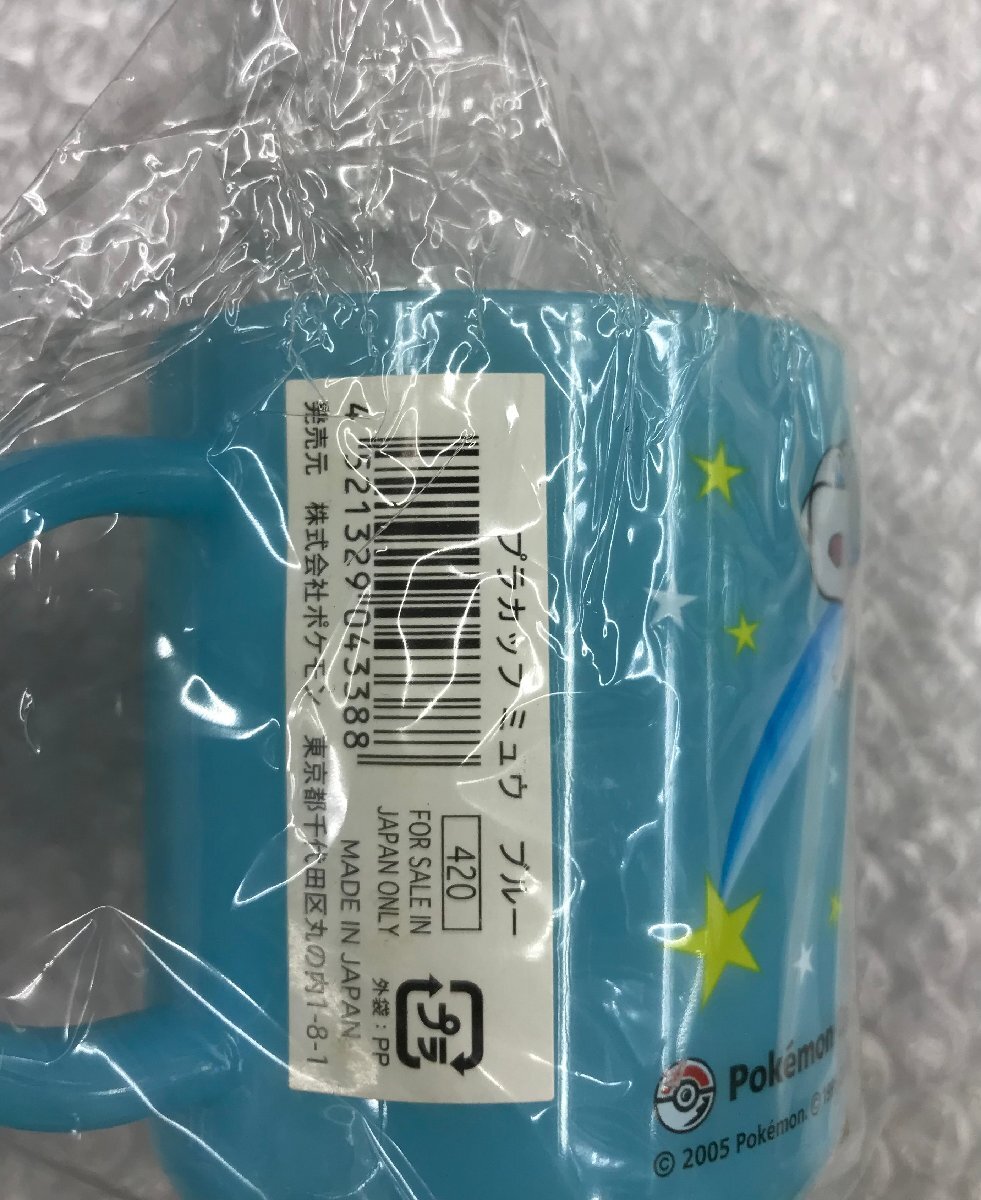 プラカップ ミュウ ブルー
420
FOR SALE IN
JAPAN ONLY
4 521329 043388
MADE IN JAPAN
プラ
外袋：PP
発売元 株式会社ポケモン 東京都千代田区丸の内1-8-1
Pokémon
© 2005 Pokémon. ©